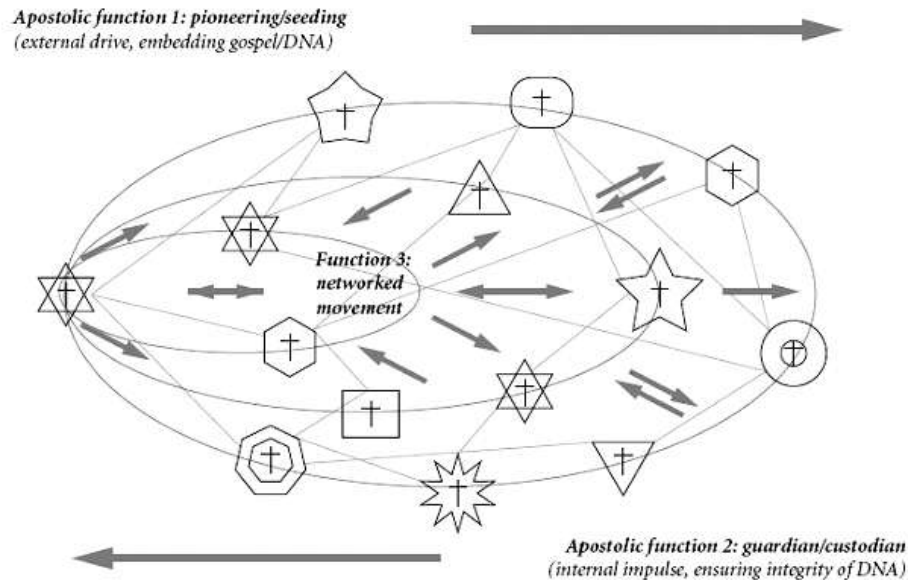 Apostolic function 1: pioneering/seeding
(external drive, embedding gospel/DNA)
Function 3:
networked
movement
Apostolic function 2: guardian/custodian
(internal impulse, ensuring integrity of DNA)